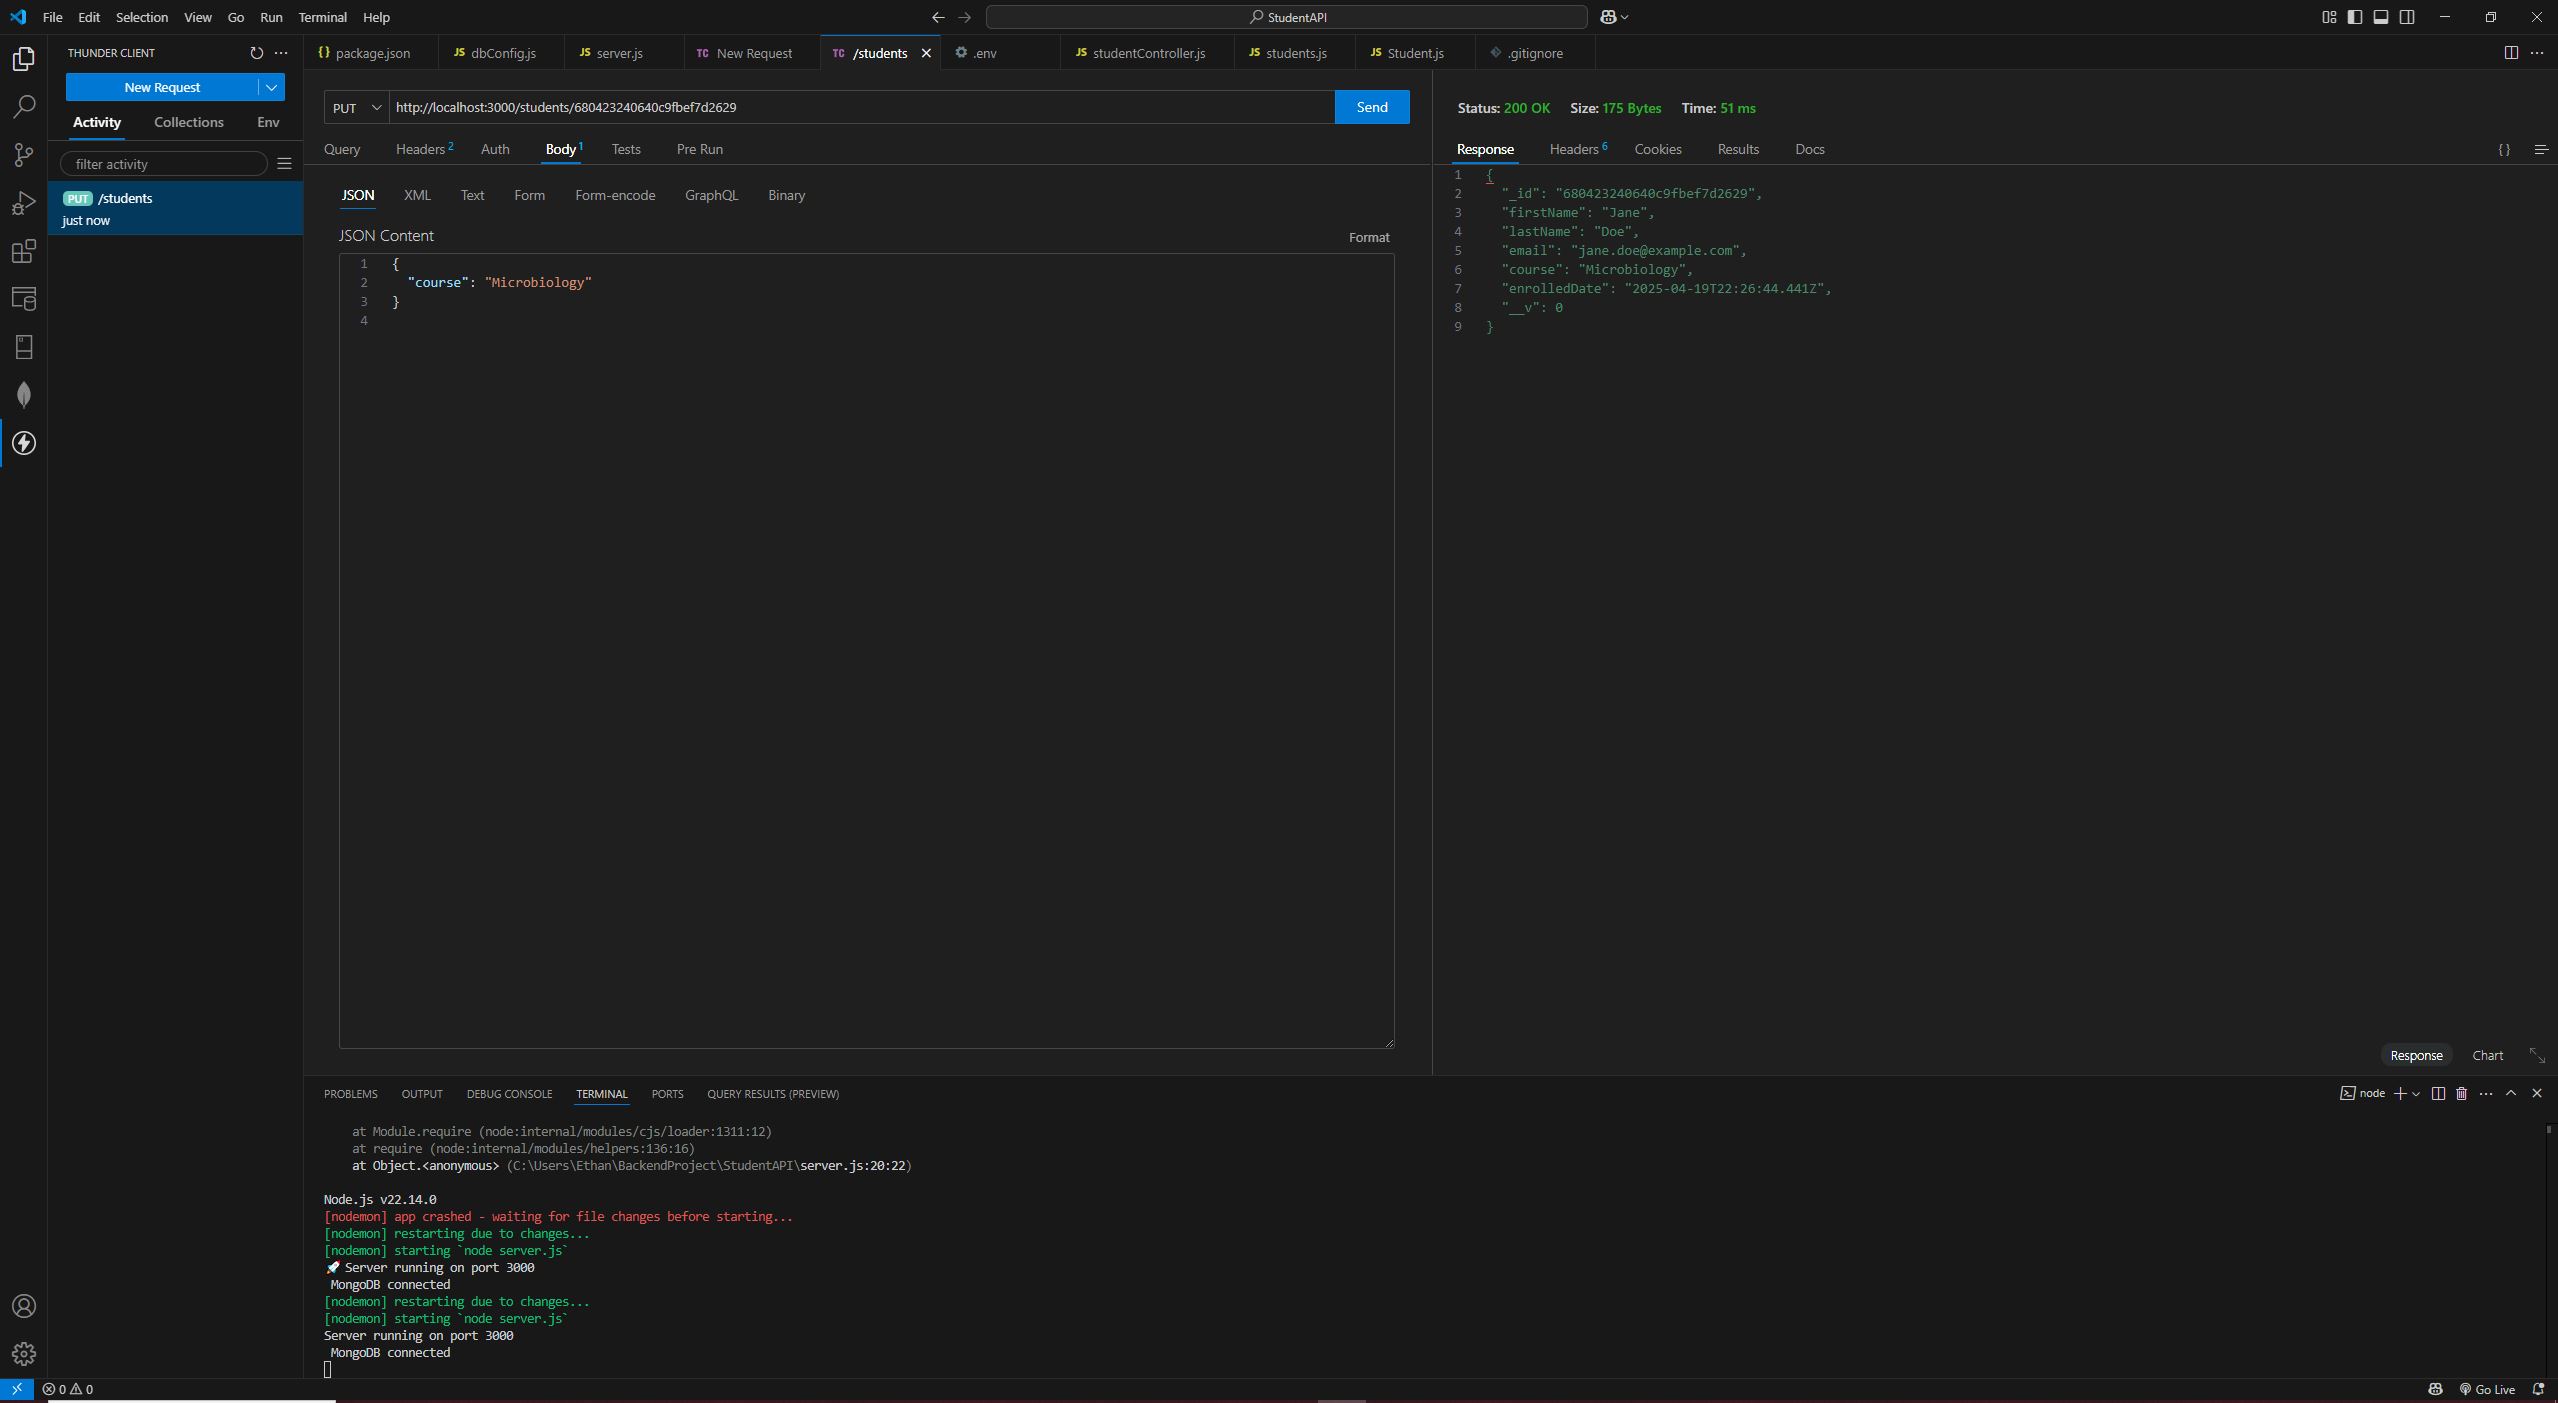 File Edit Selection View Go Run Terminal Help
StudentAPI
THUNDER CLIENT
New Request
Activity Collections Env
filter activity
PUT /students
just now
{} package.json
JS dbConfig.js
JS server.js
TC New Request
TC /students
.env
JS studentController.js
JS students.js
JS Student.js
.gitignore
PUT http://localhost:3000/students/680423240640c9fbef7d2629 Send
Query Headers 2 Auth Body 1 Tests Pre Run
JSON XML Text Form Form-encode GraphQL Binary
JSON Content Format
1 {
2 "course": "Microbiology"
3 }
4
Status: 200 OK Size: 175 Bytes Time: 51 ms
Response Headers 6 Cookies Results Docs {}
1 {
2 "_id": "680423240640c9fbef7d2629",
3 "firstName": "Jane",
4 "lastName": "Doe",
5 "email": "jane.doe@example.com",
6 "course": "Microbiology",
7 "enrolledDate": "2025-04-19T22:26:44.441Z",
8 "__v": 0
9 }
Response Chart
PROBLEMS OUTPUT DEBUG CONSOLE TERMINAL PORTS QUERY RESULTS (PREVIEW)
node
at Module.require (node:internal/modules/cjs/loader:1311:12)
at require (node:internal/modules/helpers:136:16)
at Object.<anonymous> (C:\Users\Ethan\BackendProject\StudentAPI\server.js:20:22)
Node.js v22.14.0
[nodemon] app crashed - waiting for file changes before starting...
[nodemon] restarting due to changes...
[nodemon] starting `node server.js`
🚀 Server running on port 3000
MongoDB connected
[nodemon] restarting due to changes...
[nodemon] starting `node server.js`
Server running on port 3000
MongoDB connected
0 0
Go Live